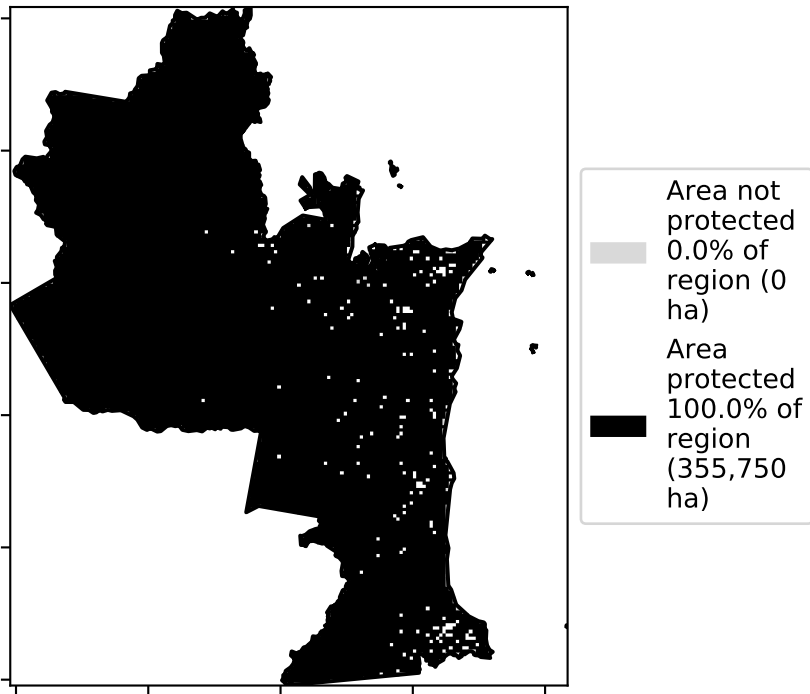 Area not
protected
0.0% of
region (0
ha)
Area
protected
100.0% of
region
(355,750
ha)